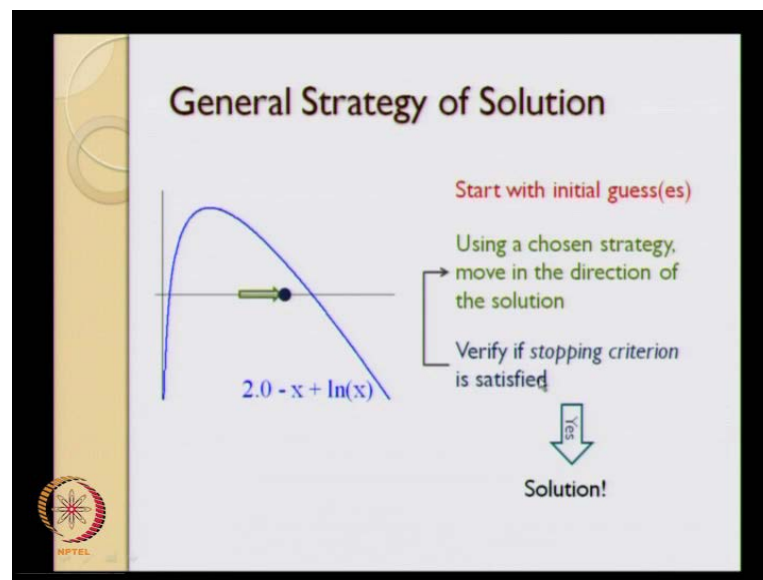 General Strategy of Solution
Start with initial guess(es)
Using a chosen strategy,
move in the direction of
the solution
Verify if stopping criterion
is satisfied
2.0 - x + ln(x)
Yes
Solution!
NPTEL